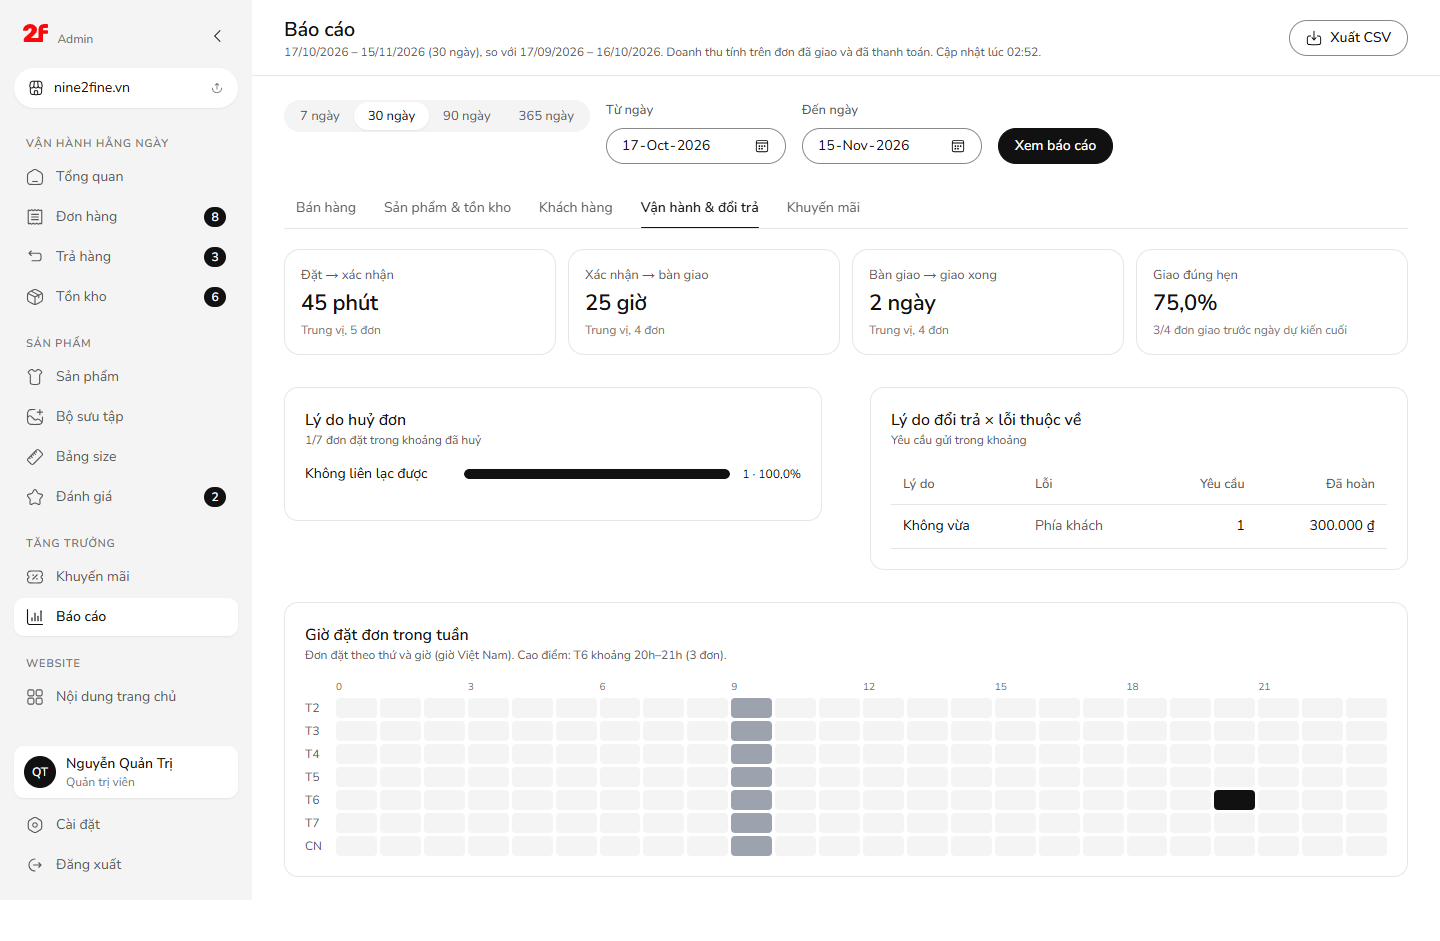 2F Admin
nine2fine.vn
VẬN HÀNH HẰNG NGÀY
Tổng quan
Đơn hàng 8
Trả hàng 3
Tồn kho 6
SẢN PHẨM
Sản phẩm
Bộ sưu tập
Bảng size
Đánh giá 2
TĂNG TRƯỞNG
Khuyến mãi
Báo cáo
WEBSITE
Nội dung trang chủ
QT Nguyễn Quản Trị
Quản trị viên
Cài đặt
Đăng xuất
Báo cáo
17/10/2026 – 15/11/2026 (30 ngày), so với 17/09/2026 – 16/10/2026. Doanh thu tính trên đơn đã giao và đã thanh toán. Cập nhật lúc 02:52.
Xuất CSV
7 ngày 30 ngày 90 ngày 365 ngày
Từ ngày
17-Oct-2026
Đến ngày
15-Nov-2026
Xem báo cáo
Bán hàng Sản phẩm & tồn kho Khách hàng Vận hành & đổi trả Khuyến mãi
Đặt → xác nhận
45 phút
Trung vị, 5 đơn
Xác nhận → bàn giao
25 giờ
Trung vị, 4 đơn
Bàn giao → giao xong
2 ngày
Trung vị, 4 đơn
Giao đúng hẹn
75,0%
3/4 đơn giao trước ngày dự kiến cuối
Lý do huỷ đơn
1/7 đơn đặt trong khoảng đã huỷ
Không liên lạc được 1 · 100,0%
Lý do đổi trả × lỗi thuộc về
Yêu cầu gửi trong khoảng
Lý do Lỗi Yêu cầu Đã hoàn
Không vừa Phía khách 1 300.000 ₫
Giờ đặt đơn trong tuần
Đơn đặt theo thứ và giờ (giờ Việt Nam). Cao điểm: T6 khoảng 20h–21h (3 đơn).
0 3 6 9 12 15 18 21
T2
T3
T4
T5
T6
T7
CN